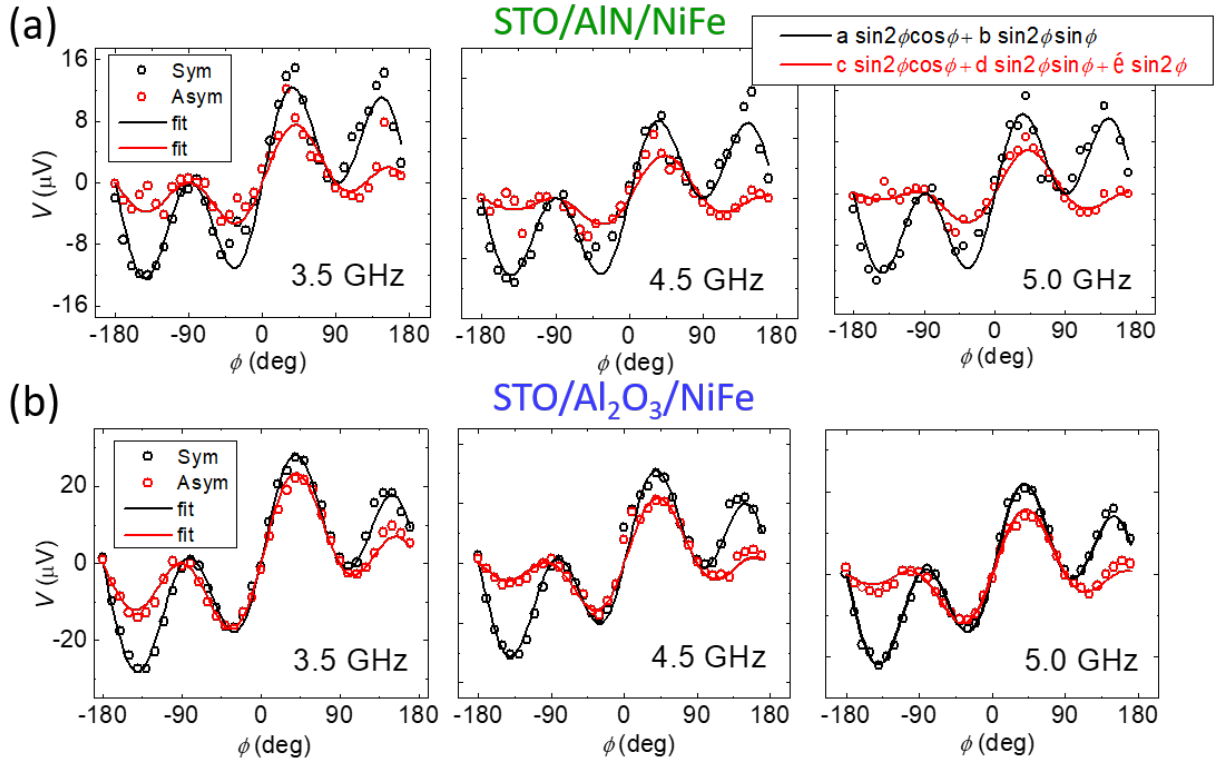 (a)
STO/AlN/NiFe
a sin2ϕcosϕ+ b sin2ϕsinϕ
c sin2ϕcosϕ+ d sin2ϕsinϕ+ é sin2ϕ
16
8
0
-8
-16
V (μV)
Sym
Asym
fit
fit
3.5 GHz
4.5 GHz
5.0 GHz
-180 -90 0 90 180
-180 -90 0 90 180
-180 -90 0 90 180
ϕ (deg)
ϕ (deg)
ϕ (deg)
(b)
STO/Al₂O₃/NiFe
20
0
-20
V (μV)
Sym
Asym
fit
fit
3.5 GHz
4.5 GHz
5.0 GHz
-180 -90 0 90 180
-180 -90 0 90 180
-180 -90 0 90 180
ϕ (deg)
ϕ (deg)
ϕ (deg)